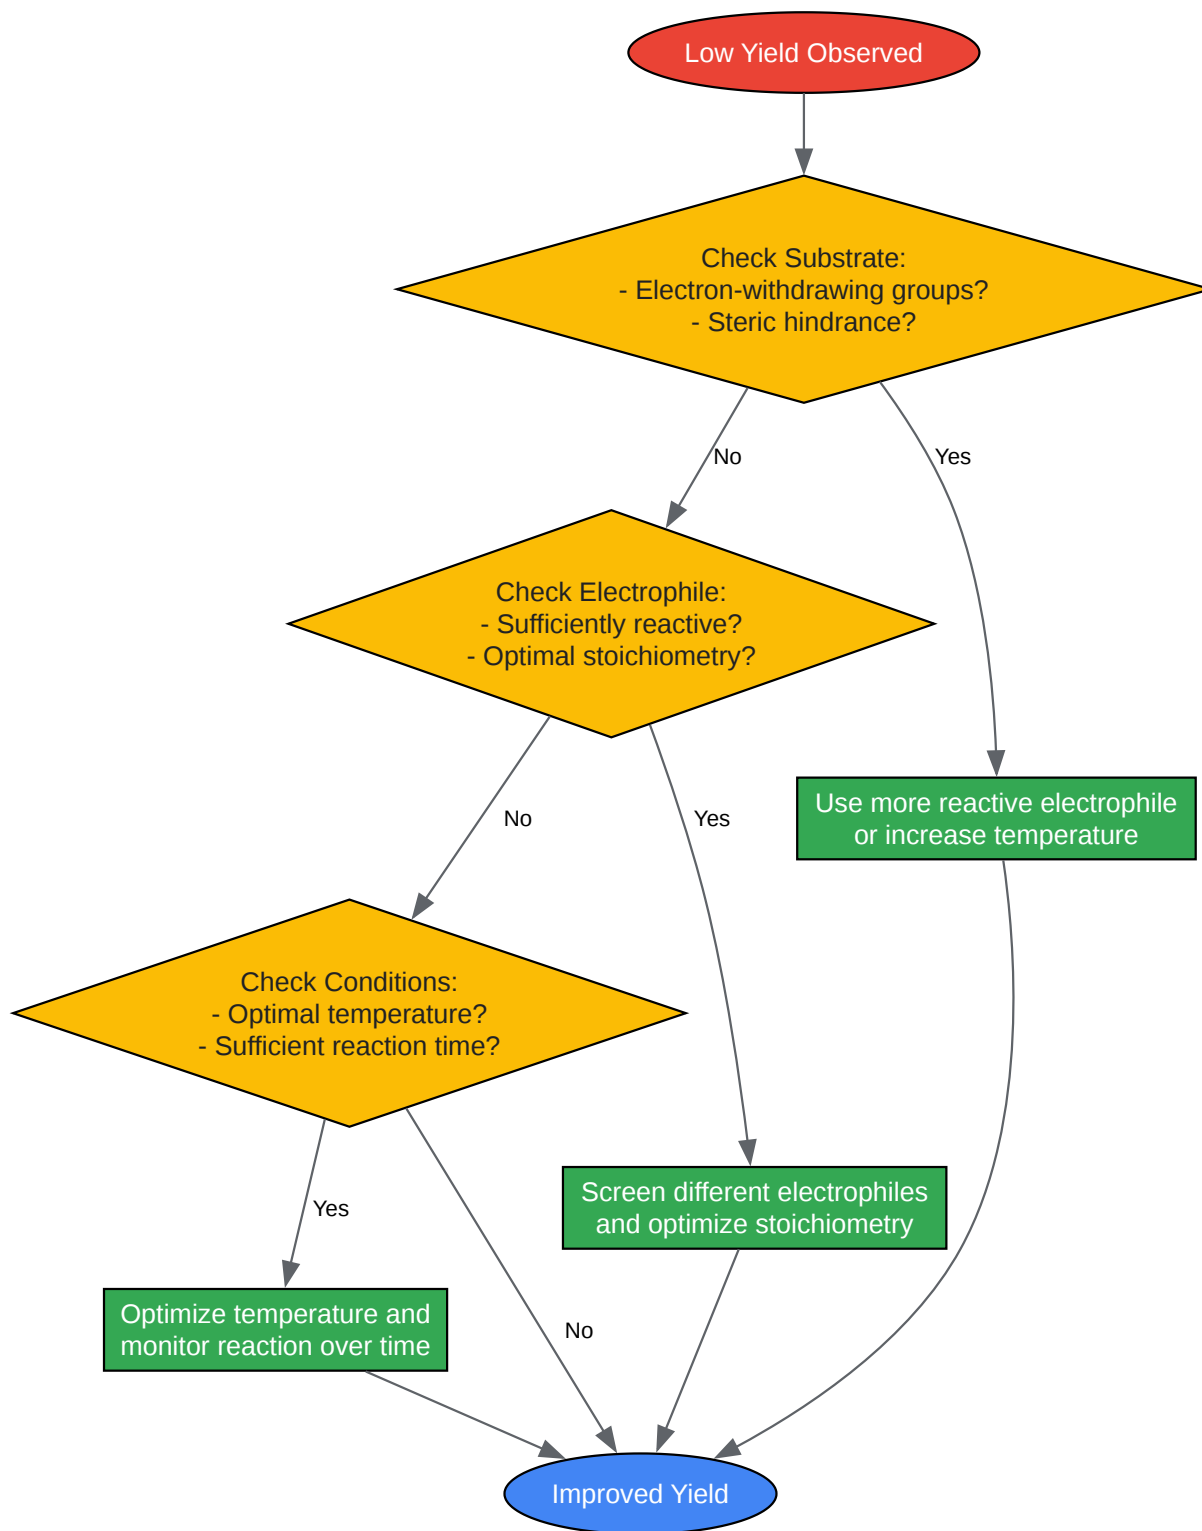 Low Yield Observed
Check Substrate:
- Electron-withdrawing groups?
- Steric hindrance?
No
Yes
Check Electrophile:
- Sufficiently reactive?
- Optimal stoichiometry?
Use more reactive electrophile
or increase temperature
No
Yes
Check Conditions:
- Optimal temperature?
- Sufficient reaction time?
Screen different electrophiles
and optimize stoichiometry
Yes
Optimize temperature and
monitor reaction over time
No
Improved Yield